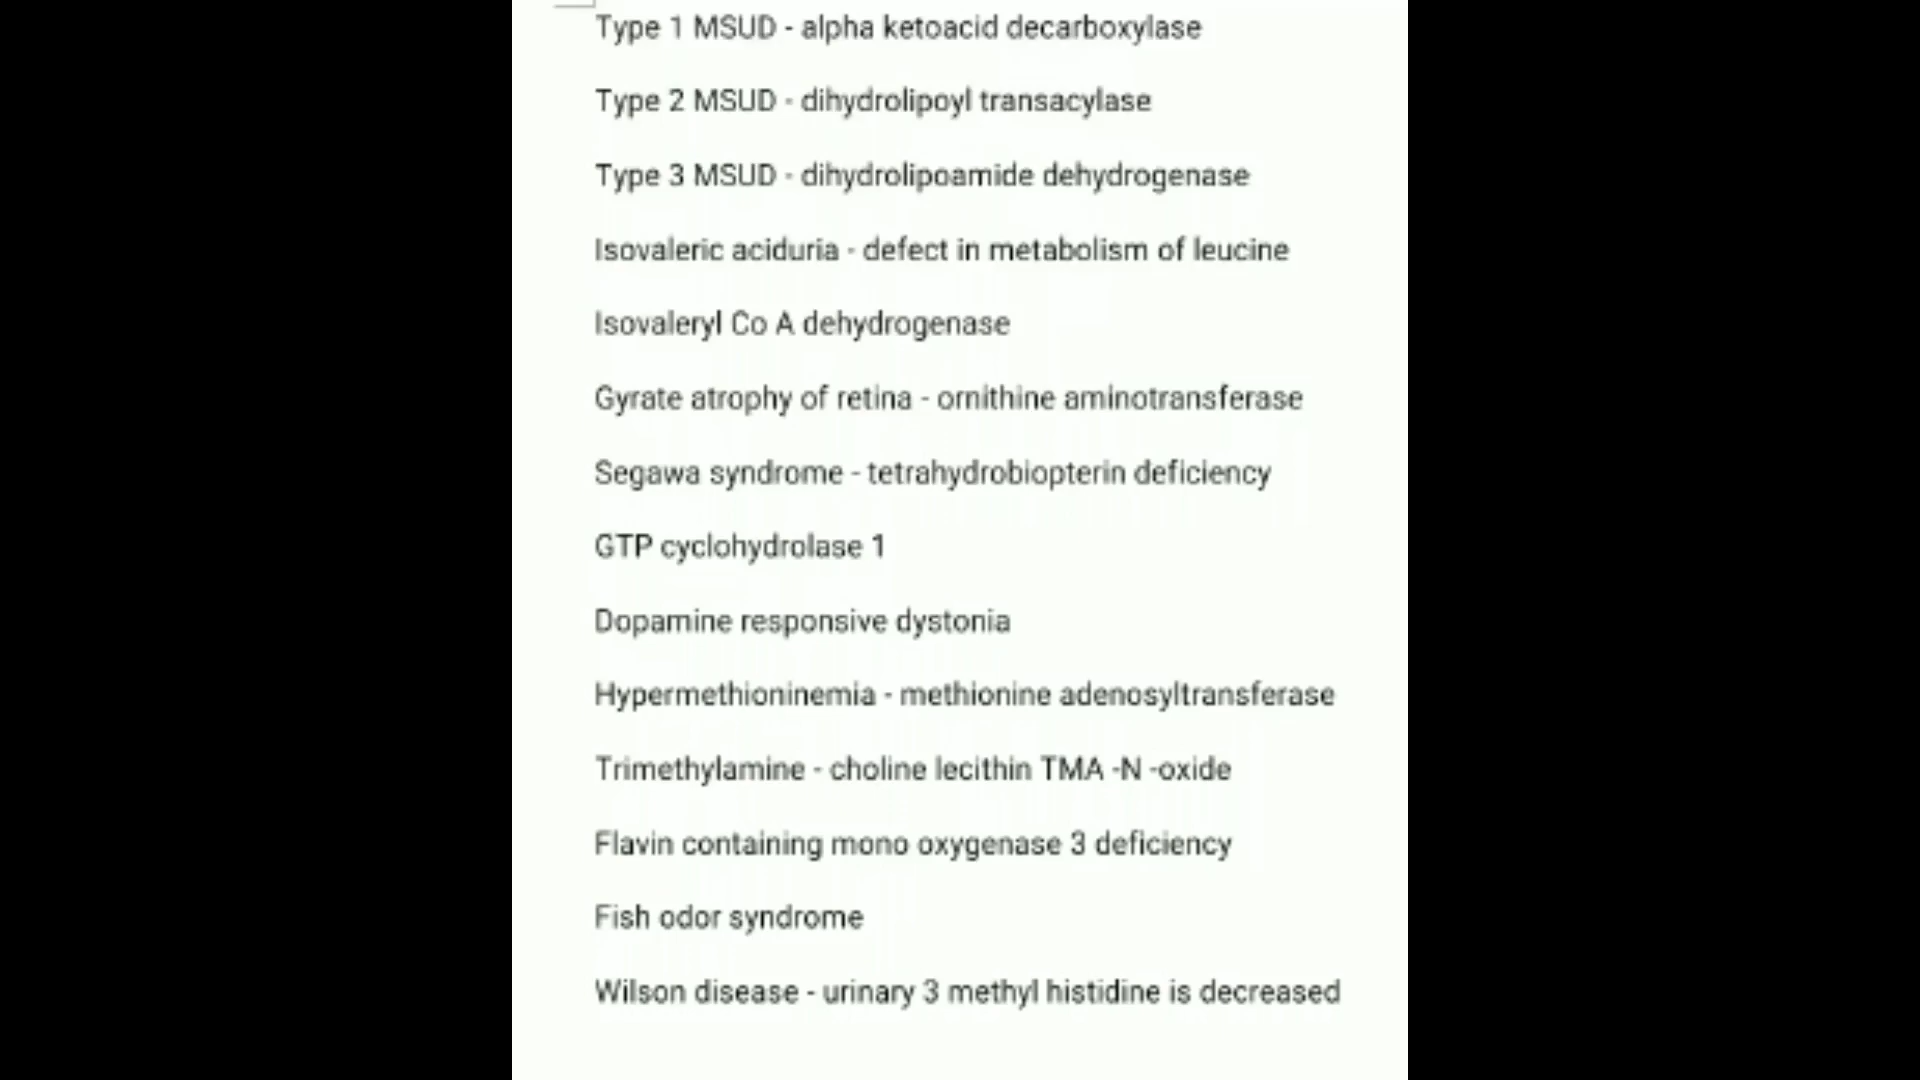 Type 1 MSUD - alpha ketoacid decarboxylase
Type 2 MSUD - dihydrolipoyl transacylase
Type 3 MSUD - dihydrolipoamide dehydrogenase
Isovaleric aciduria - defect in metabolism of leucine
Isovaleryl Co A dehydrogenase
Gyrate atrophy of retina - ornithine aminotransferase
Segawa syndrome - tetrahydrobiopterin deficiency
GTP cyclohydrolase 1
Dopamine responsive dystonia
Hypermethioninemia - methionine adenosyltransferase
Trimethylamine - choline lecithin TMA -N -oxide
Flavin containing mono oxygenase 3 deficiency
Fish odor syndrome
Wilson disease - urinary 3 methyl histidine is decreased